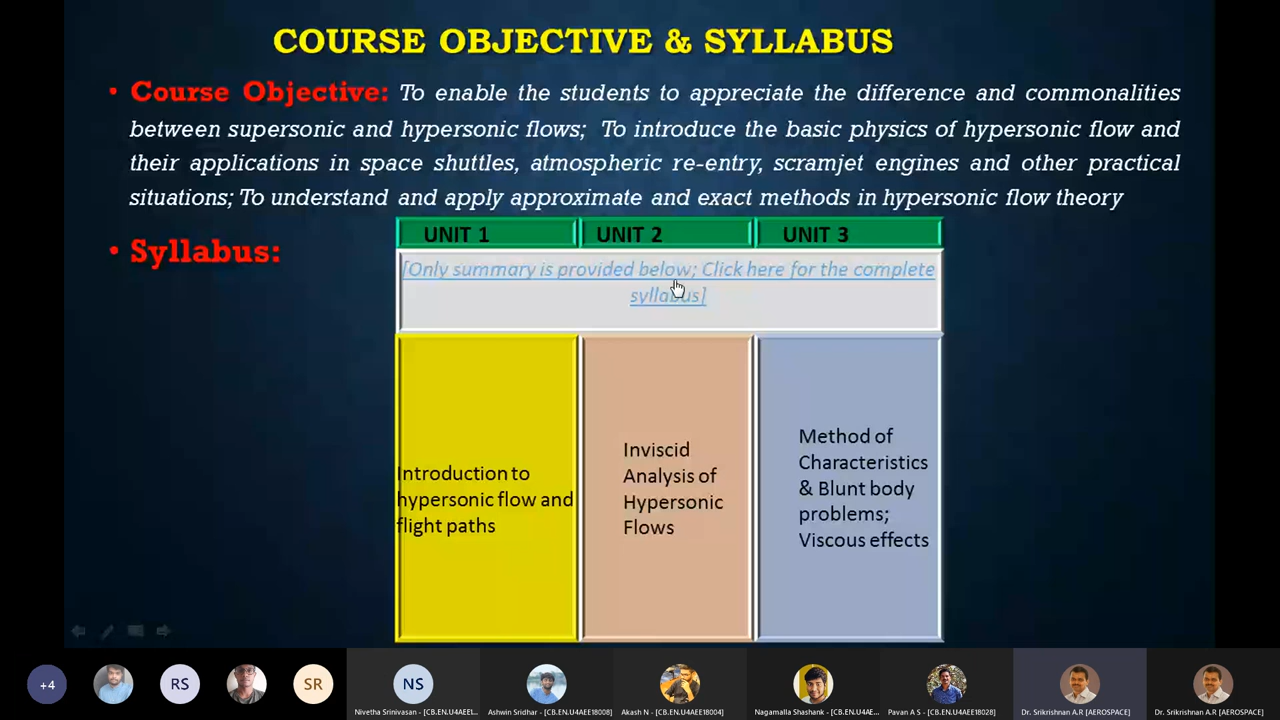 COURSE OBJECTIVE & SYLLABUS
• Course Objective: To enable the students to appreciate the difference and commonalities
between supersonic and hypersonic flows; To introduce the basic physics of hypersonic flow and
their applications in space shuttles, atmospheric re-entry, scramjet engines and other practical
situations; To understand and apply approximate and exact methods in hypersonic flow theory
• Syllabus:
UNIT 1
UNIT 2
UNIT 3
[Only summary is provided below; Click here for the complete
syllabus]
Introduction to
hypersonic flow and
flight paths
Inviscid
Analysis of
Hypersonic
Flows
Method of
Characteristics
& Blunt body
problems;
Viscous effects
+4
RS
SR
NS
Nivetha Srinivasan - [CB.EN.U4AEE...
Ashwin Sridhar - [CB.EN.U4AEE18008]
Akash N - [CB.EN.U4AEE18004]
Nagamalla Shashank - [CB.EN.U4AE...
Pavan A S - [CB.EN.U4AEE18028]
Dr. Srikrishnan A.R [AEROSPACE]
Dr. Srikrishnan A.R [AEROSPACE]